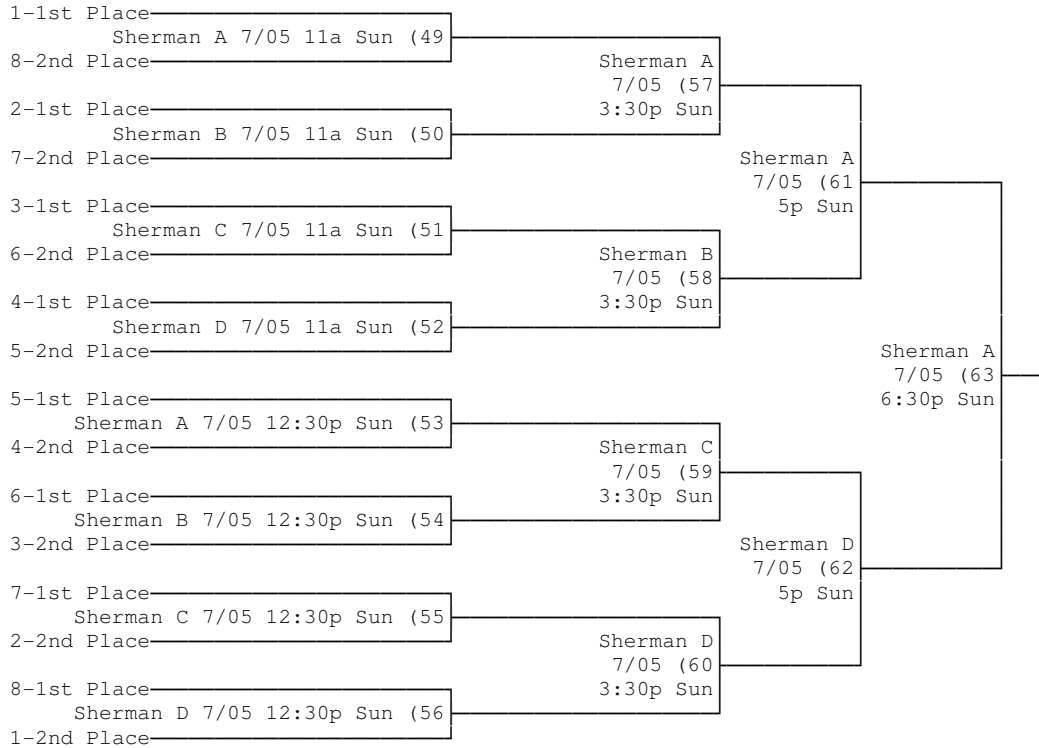 1-1st Place
Sherman A 7/05 11a Sun (49
8-2nd Place
Sherman A
7/05 (57
3:30p Sun
2-1st Place
Sherman B 7/05 11a Sun (50
7-2nd Place
Sherman A
7/05 (61
5p Sun
3-1st Place
Sherman C 7/05 11a Sun (51
6-2nd Place
Sherman B
7/05 (58
3:30p Sun
4-1st Place
Sherman D 7/05 11a Sun (52
5-2nd Place
Sherman A
7/05 (63
6:30p Sun
5-1st Place
Sherman A 7/05 12:30p Sun (53
4-2nd Place
Sherman C
7/05 (59
3:30p Sun
6-1st Place
Sherman B 7/05 12:30p Sun (54
3-2nd Place
Sherman D
7/05 (62
5p Sun
7-1st Place
Sherman C 7/05 12:30p Sun (55
2-2nd Place
Sherman D
7/05 (60
3:30p Sun
8-1st Place
Sherman D 7/05 12:30p Sun (56
1-2nd Place